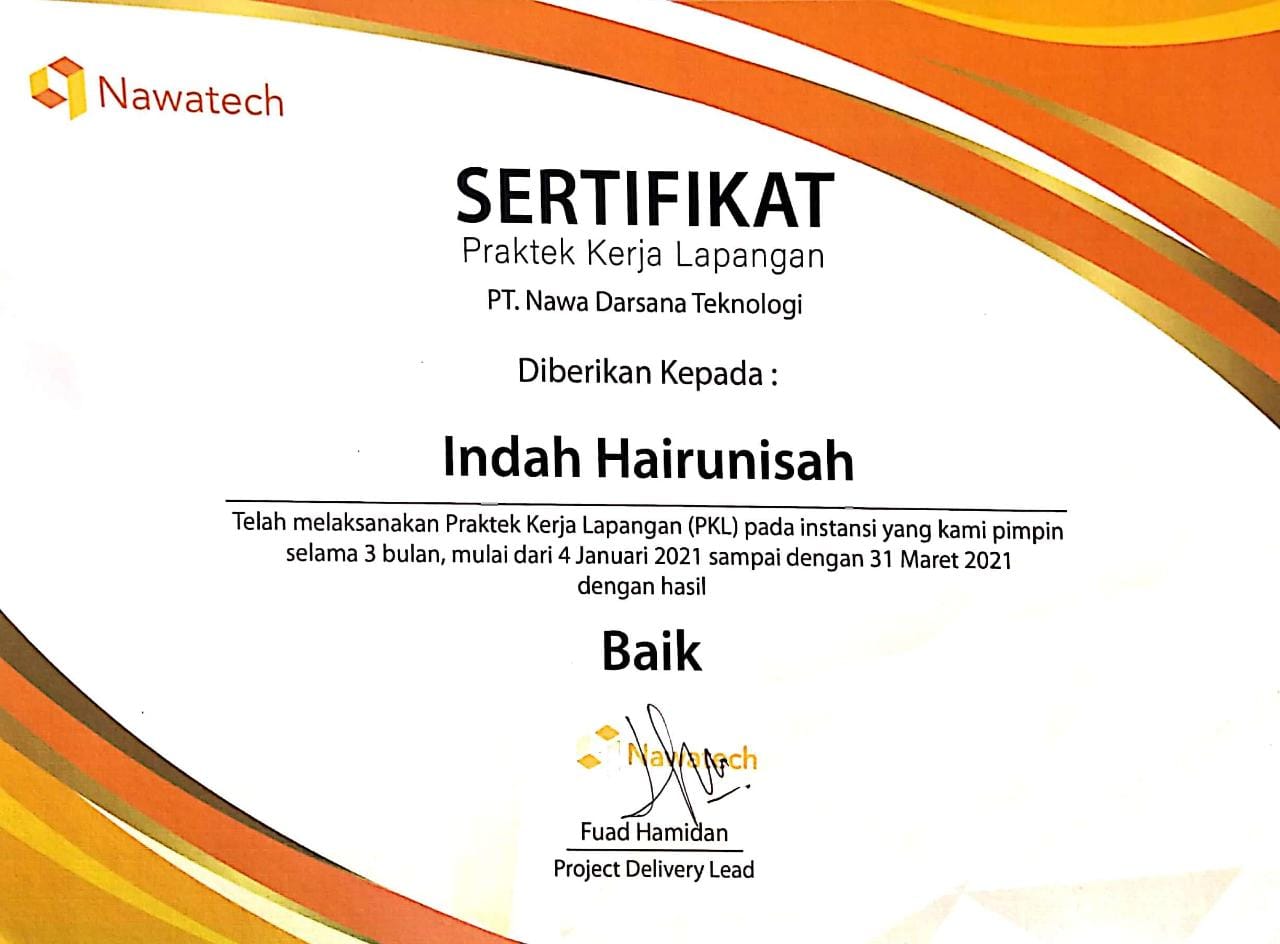 Nawatech
SERTIFIKAT
Praktek Kerja Lapangan
PT. Nawa Darsana Teknologi
Diberikan Kepada :
Indah Hairunisah
Telah melaksanakan Praktek Kerja Lapangan (PKL) pada instansi yang kami pimpin
selama 3 bulan, mulai dari 4 Januari 2021 sampai dengan 31 Maret 2021
dengan hasil
Baik
Nawatech
Fuad Hamidan
Project Delivery Lead